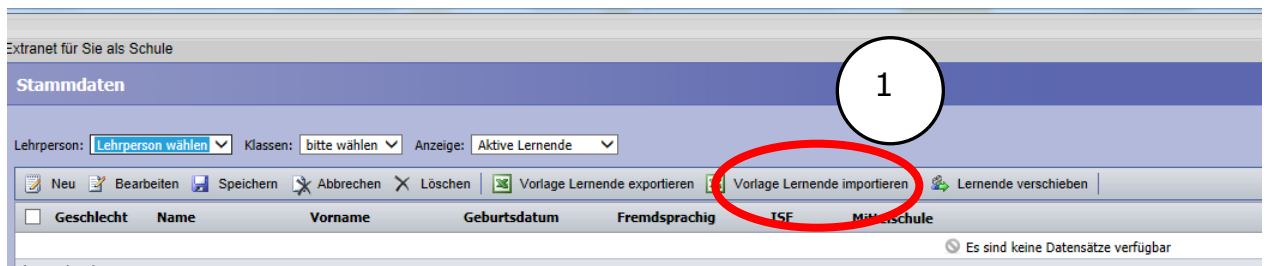 Extranet für Sie als Schule
1
Stammdaten
Lehrperson: Lehrperson wählen Klassen: bitte wählen Anzeige: Aktive Lernende
Neu Bearbeiten Speichern Abbrechen Löschen Vorlage Lernende exportieren Vorlage Lernende importieren Lernende verschieben
Geschlecht Name Vorname Geburtsdatum Fremdsprachig ISF Mittelschule
Es sind keine Datensätze verfügbar